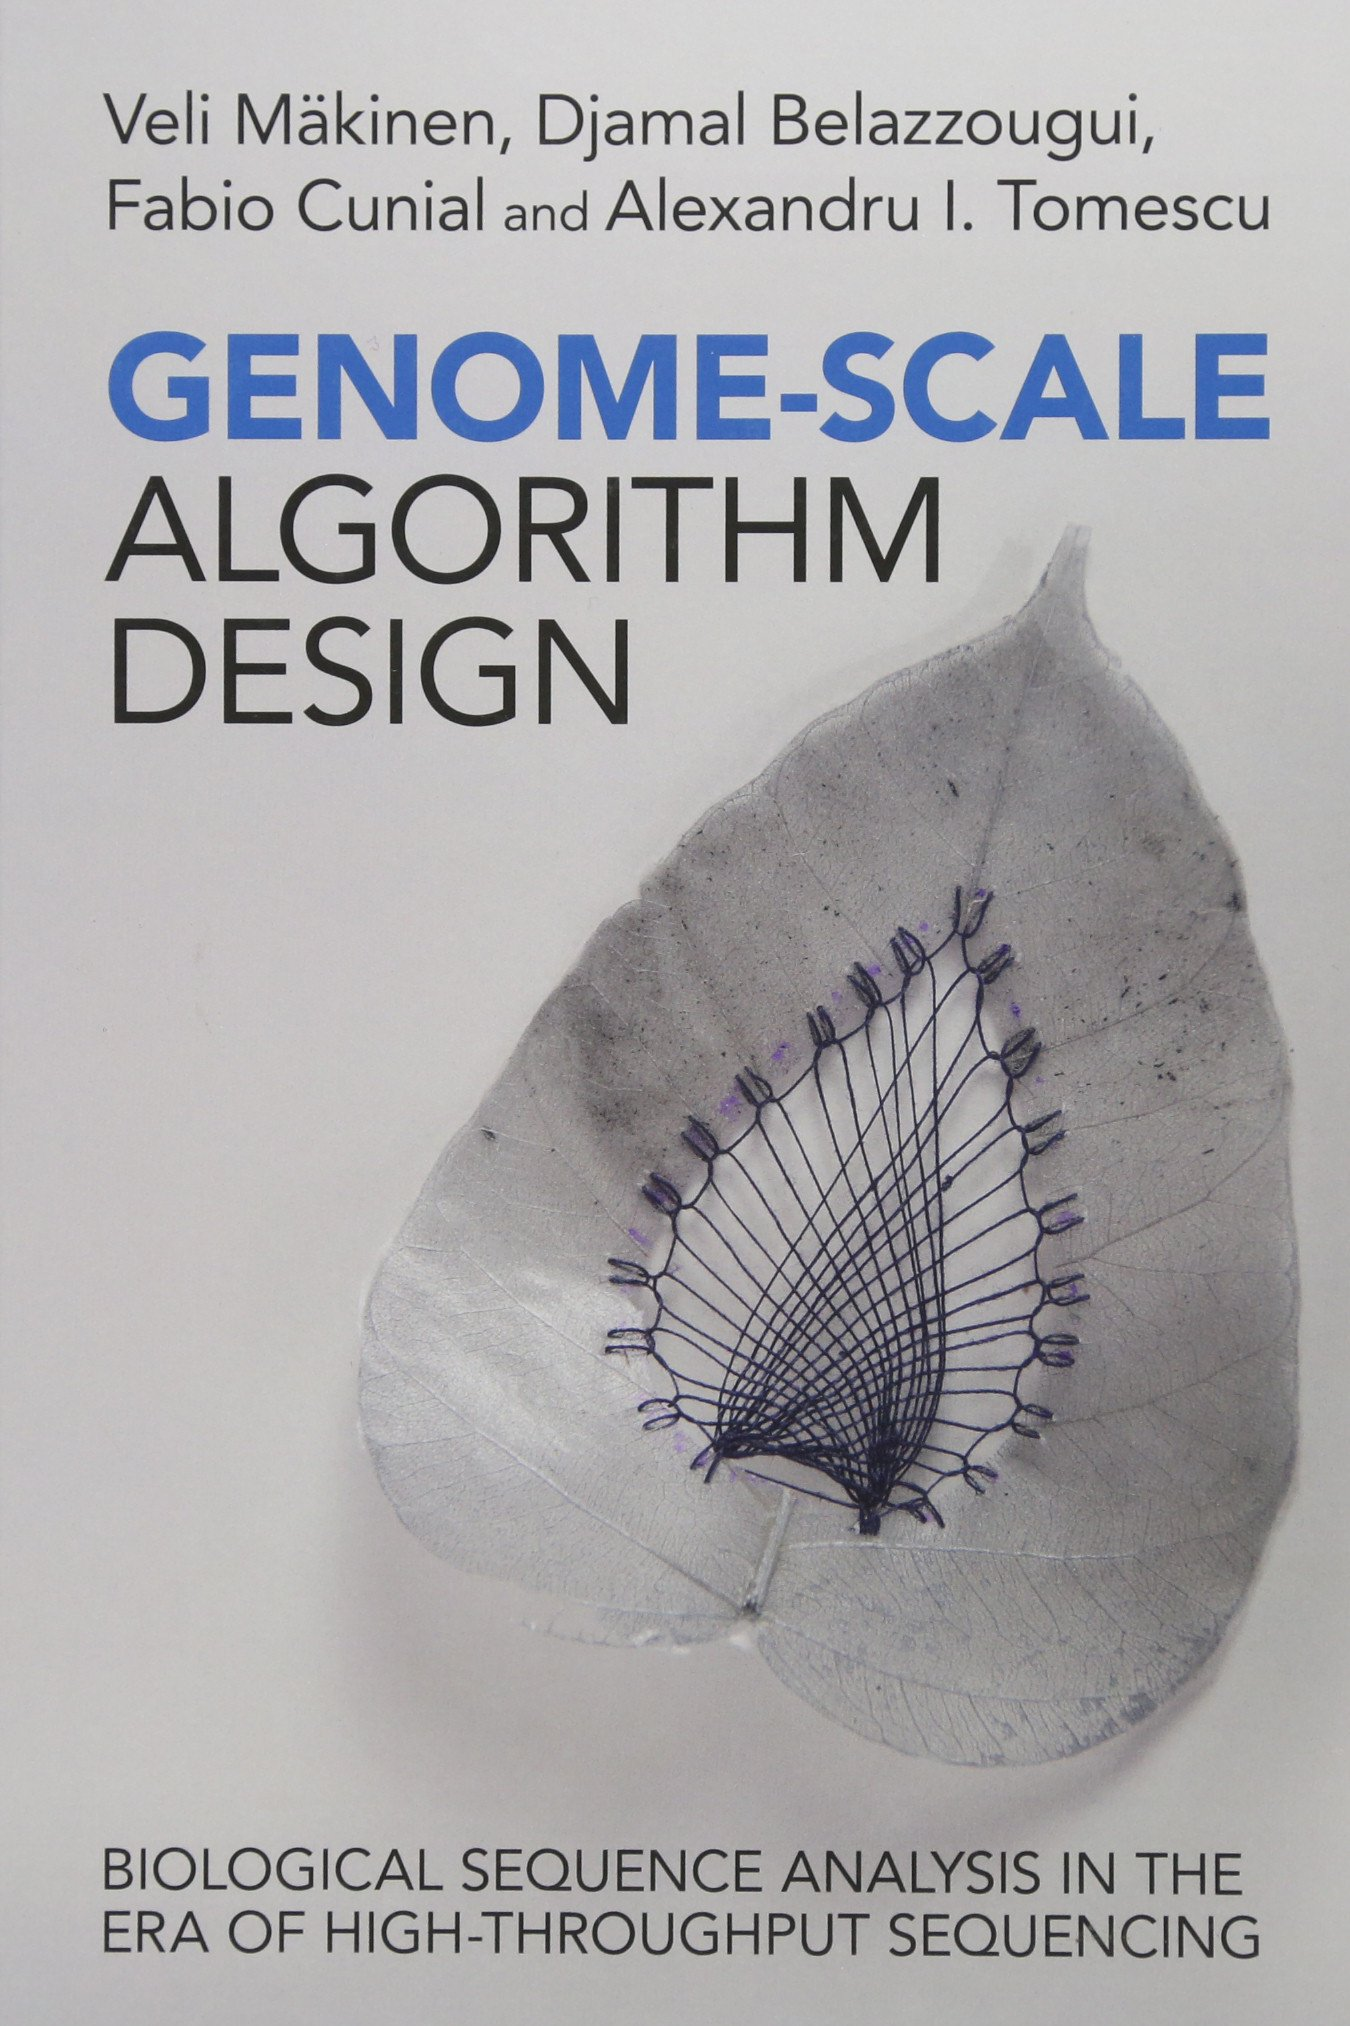 Veli Mäkinen, Djamal Belazzougui,
Fabio Cunial and Alexandru I. Tomescu
GENOME-SCALE
ALGORITHM
DESIGN
BIOLOGICAL SEQUENCE ANALYSIS IN THE
ERA OF HIGH-THROUGHPUT SEQUENCING